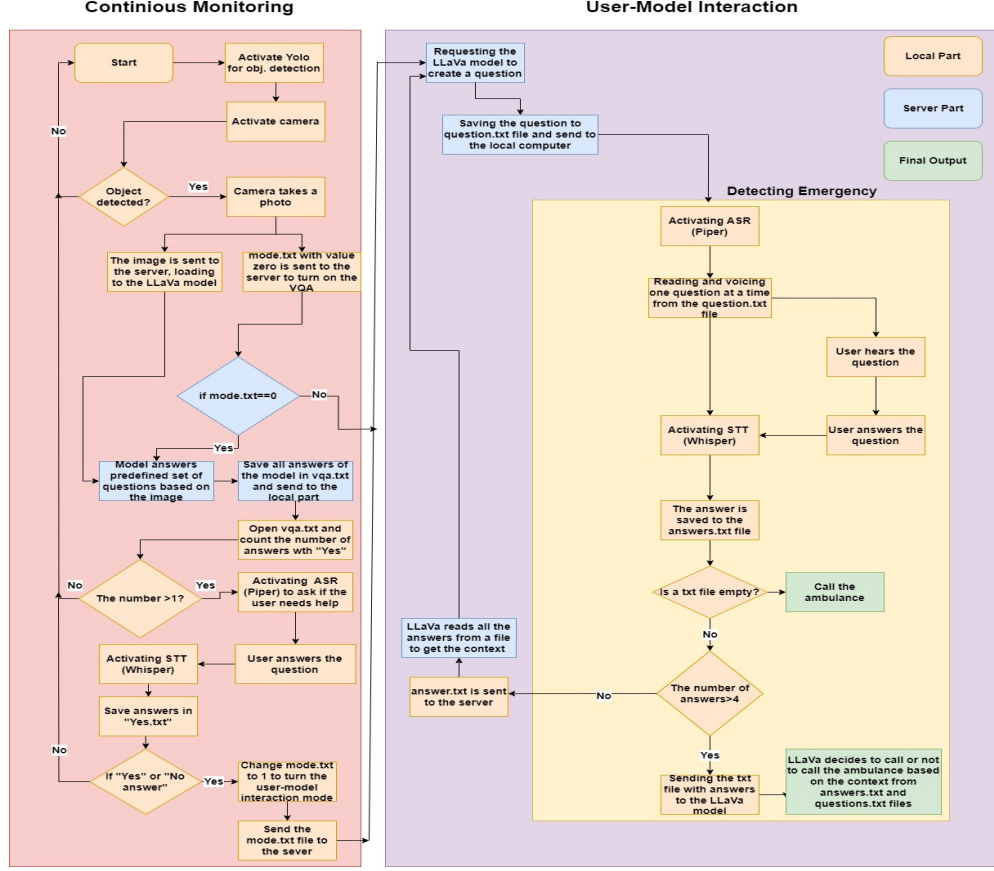 Continious Monitoring
User-Model Interaction
Start
Activate Yolo
for obj. detection
Activate camera
No
Object
detected?
Yes
Camera takes a
photo
The image is sent to
the server, loading
to the LLaVa model
mode.txt with value
zero is sent to the
server to turn on the
VQA
if mode.txt==0
No
Yes
Model answers
predefined set of
questions based on
the image
Save all answers of
the model in vqa.txt
and send to the
local part
Open vqa.txt and
count the number of
answers wth "Yes"
No
The number >1?
Yes
Activating ASR
(Piper) to ask if the
user needs help
Activating STT
(Whisper)
User answers the
question
Save answers in
"Yes.txt"
No
If "Yes" or "No
answer"
Yes
Change mode.txt
to 1 to turn the
user-model
interaction mode
Send the
mode.txt file to
the sever
Requesting the
LLaVa model to
create a question
Saving the question to
question.txt file and send to
the local computer
Local Part
Server Part
Final Output
Detecting Emergency
Activating ASR
(Piper)
Reading and voicing
one question at a time
from the question.txt
file
User hears the
question
Activating STT
(Whisper)
User answers the
question
The answer is
saved to the
answers.txt file
Is a txt file empty?
Call the
ambulance
No
LLaVa reads all the
answers from a file
to get the context
answer.txt is sent
to the server
No
The number of
answers>4
Yes
Sending the txt
file with answers
to the LLaVa
model
LLaVa decides to call or not
to call the ambulance based
on the context from
answers.txt and
questions.txt files